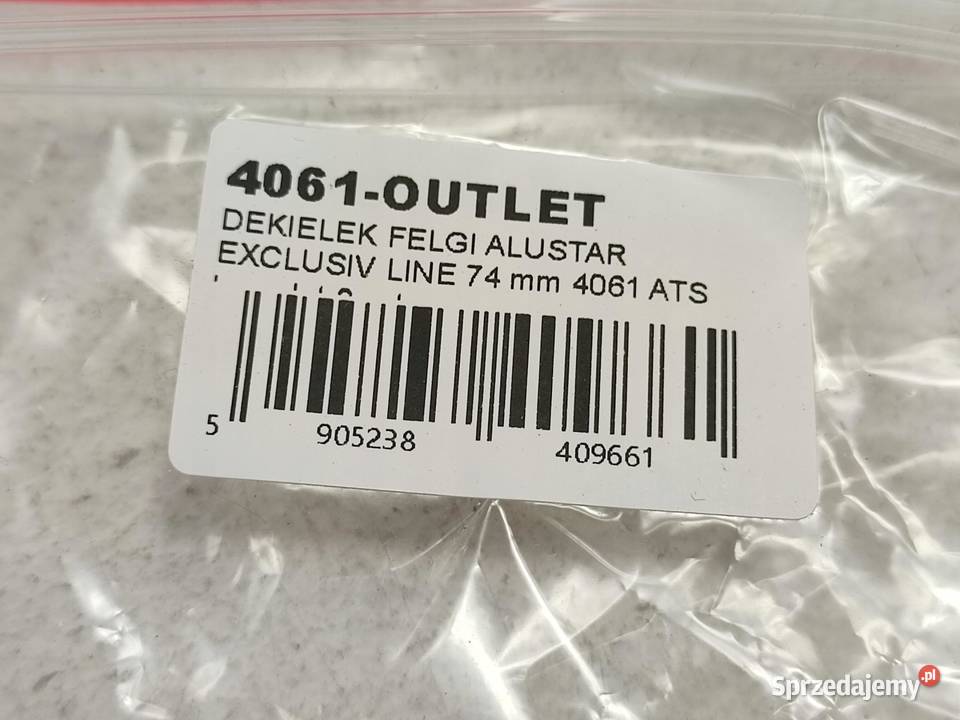 4061-OUTLET
DEKIELEK FELGI ALUSTAR
EXCLUSIV LINE 74 mm 4061 ATS
5 905238 409661
Sprzedajemy.pl